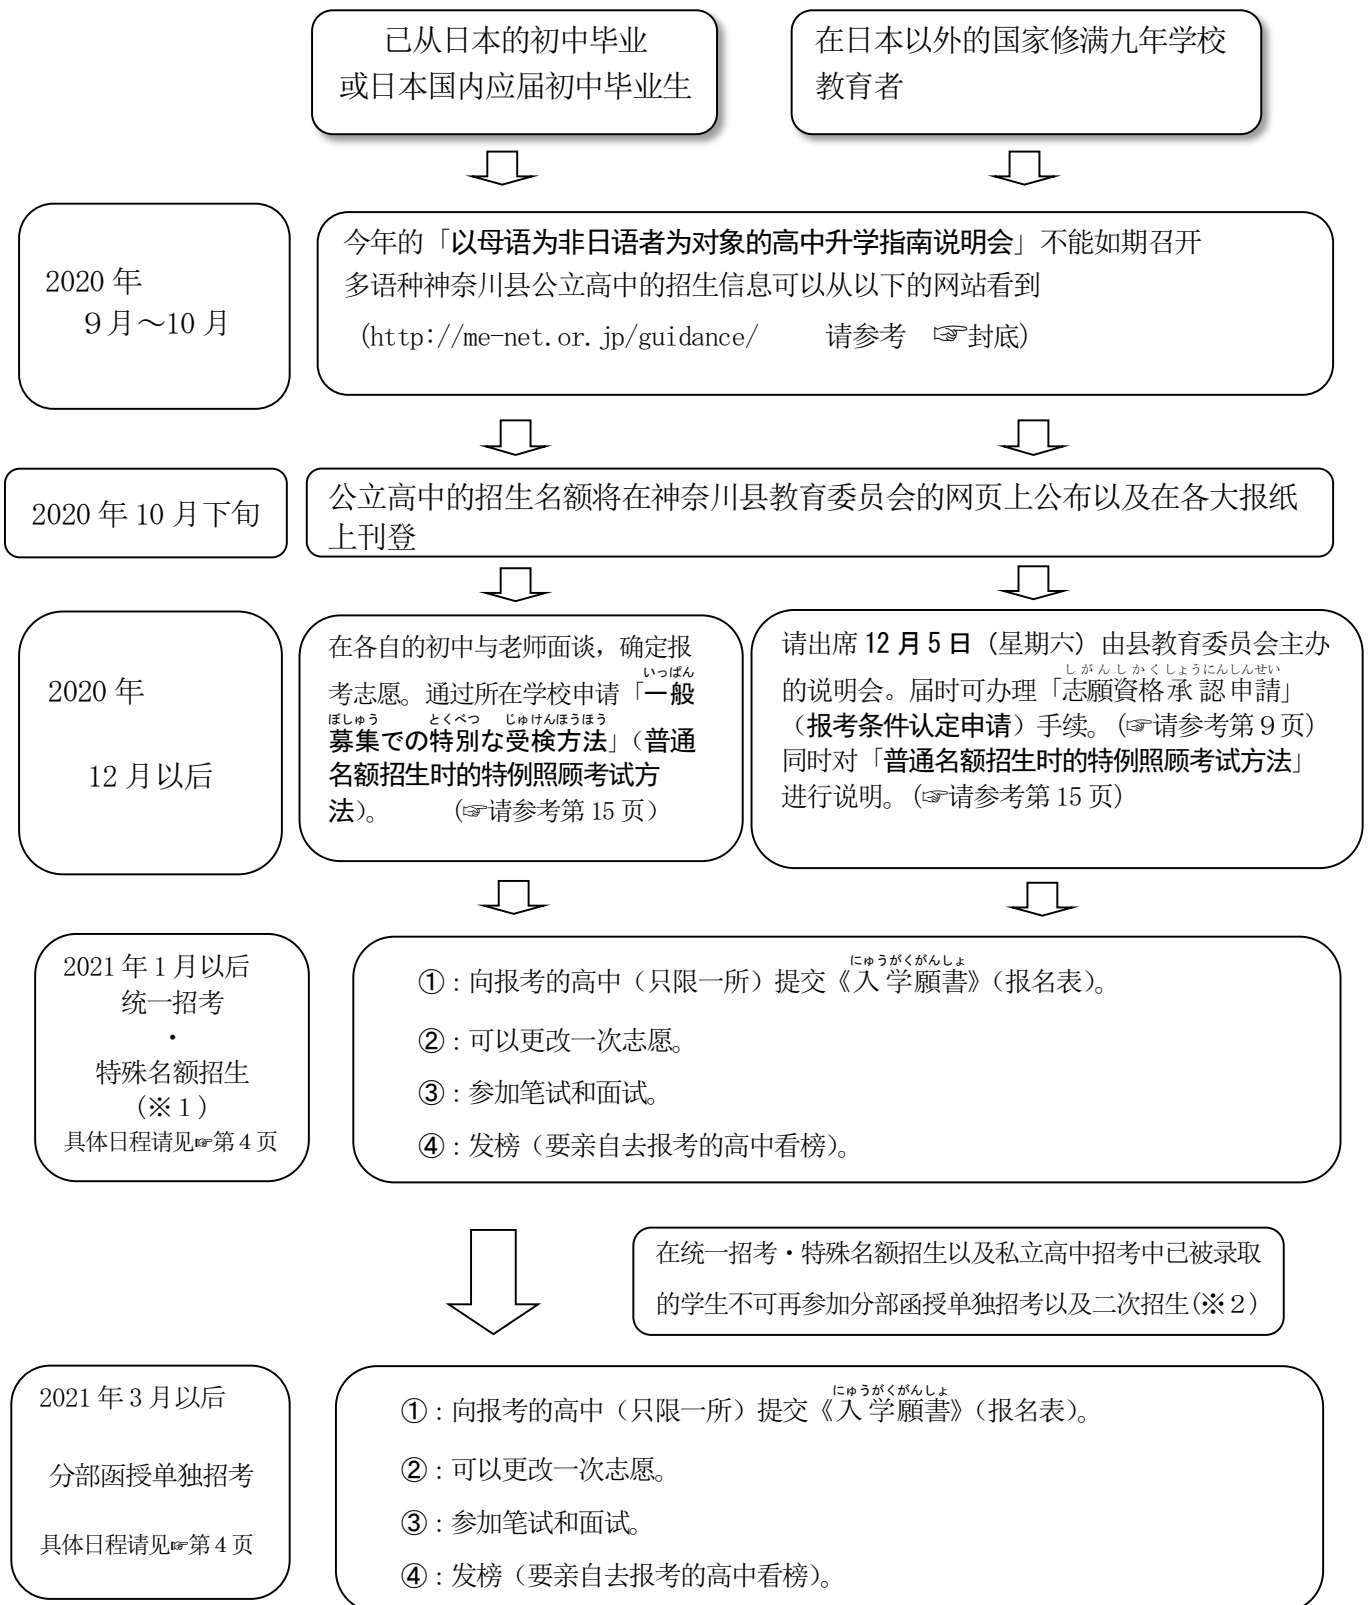 已从日本的初中毕业
或日本国内应届初中毕业生
在日本以外的国家修满九年学校
教育者
2020 年
９月～10 月
今年的「以母语为非日语者为对象的高中升学指南说明会」不能如期召开
多语种神奈川县公立高中的招生信息可以从以下的网站看到
(http://me-net.or.jp/guidance/ 请参考 ☞封底)
2020 年 10 月下旬
公立高中的招生名额将在神奈川县教育委员会的网页上公布以及在各大报纸
上刊登
2020 年
12 月以后
在各自的初中与老师面谈，确定报
いっぱん
考志愿。通过所在学校申请「一般
ぼしゅう とくべつ じゅけんほうほう
募集での特別な受検方法」（普通
名额招生时的特例照顾考试方
法）。 （☞请参考第 15 页）
请出席 12 月 5 日（星期六）由县教育委员会主办
しがんしかくしょうにんしんせい
的说明会。届时可办理「志願資格承認申請」
（报考条件认定申请）手续。（☞请参考第 9 页）
同时对「普通名额招生时的特例照顾考试方法」
进行说明。（☞请参考第 15 页）
2021 年 1 月以后
统一招考
・
特殊名额招生
（※１）
具体日程请见☞第 4 页
にゅうがくがんしょ
①：向报考的高中（只限一所）提交《入学願書》（报名表）。
②：可以更改一次志愿。
③：参加笔试和面试。
④：发榜（要亲自去报考的高中看榜）。
在统一招考・特殊名额招生以及私立高中招考中已被录取
的学生不可再参加分部函授单独招考以及二次招生(※２)
2021 年 3 月以后
分部函授单独招考
具体日程请见☞第 4 页
にゅうがくがんしょ
①：向报考的高中（只限一所）提交《入学願書》（报名表）。
②：可以更改一次志愿。
③：参加笔试和面试。
④：发榜（要亲自去报考的高中看榜）。